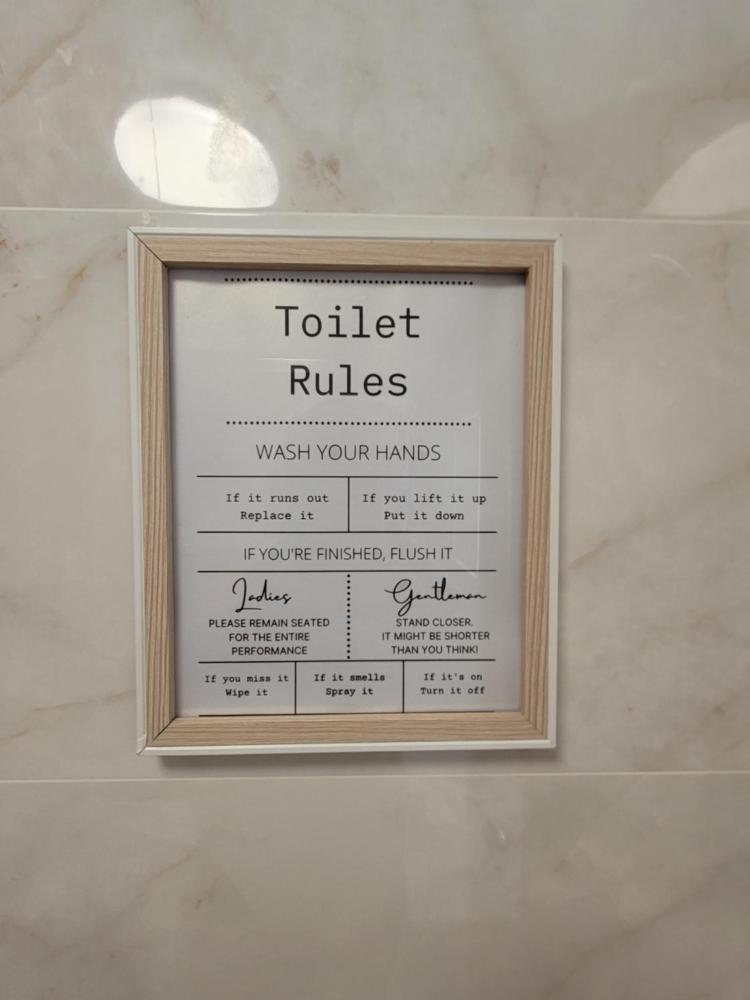 Toilet
Rules
WASH YOUR HANDS
If it runs out
Replace it
If you lift it up
Put it down
IF YOU'RE FINISHED, FLUSH IT
Ladies
PLEASE REMAIN SEATED
FOR THE ENTIRE
PERFORMANCE
Gentleman
STAND CLOSER.
IT MIGHT BE SHORTER
THAN YOU THINK!
If you miss it
Wipe it
If it smells
Spray it
If it's on
Turn it off